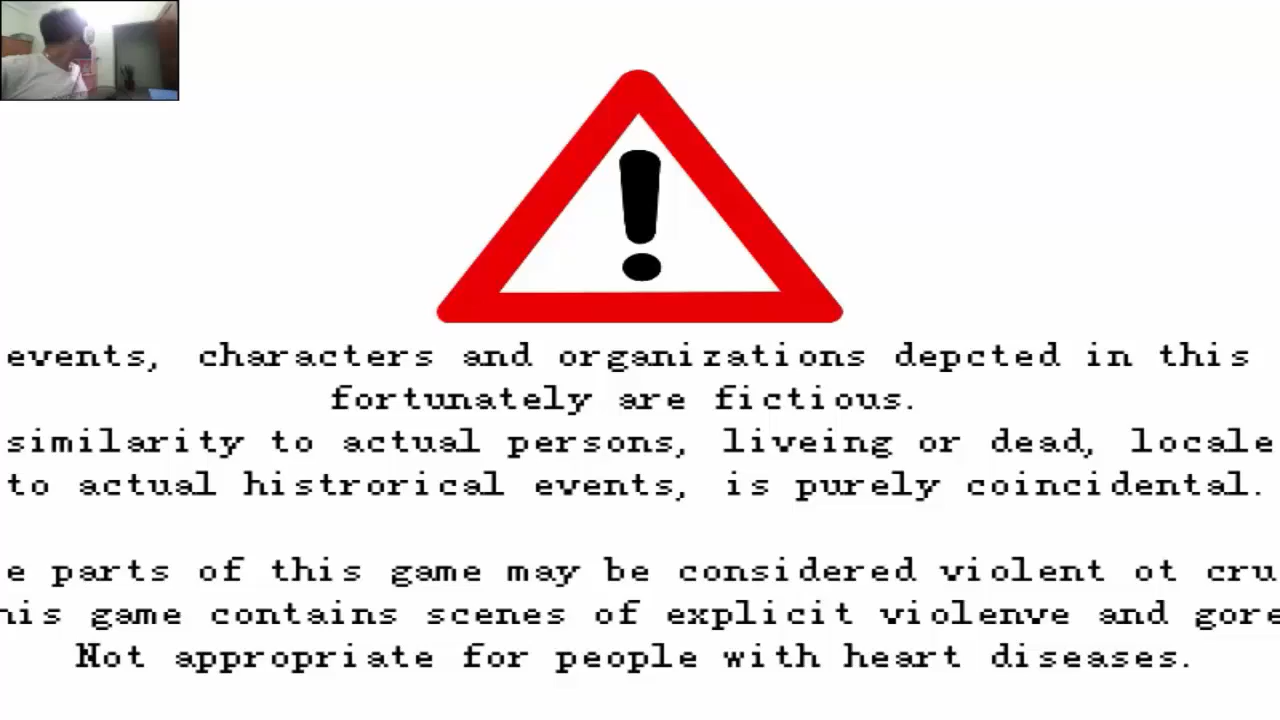 events, characters and organizations depcted in this
fortunately are fictious.
similarity to actual persons, liveing or dead, locale
to actual histrorical events, is purely coincidental.
e parts of this game may be considered violent ot cru
his game contains scenes of explicit violenve and gore
Not appropriate for people with heart diseases.